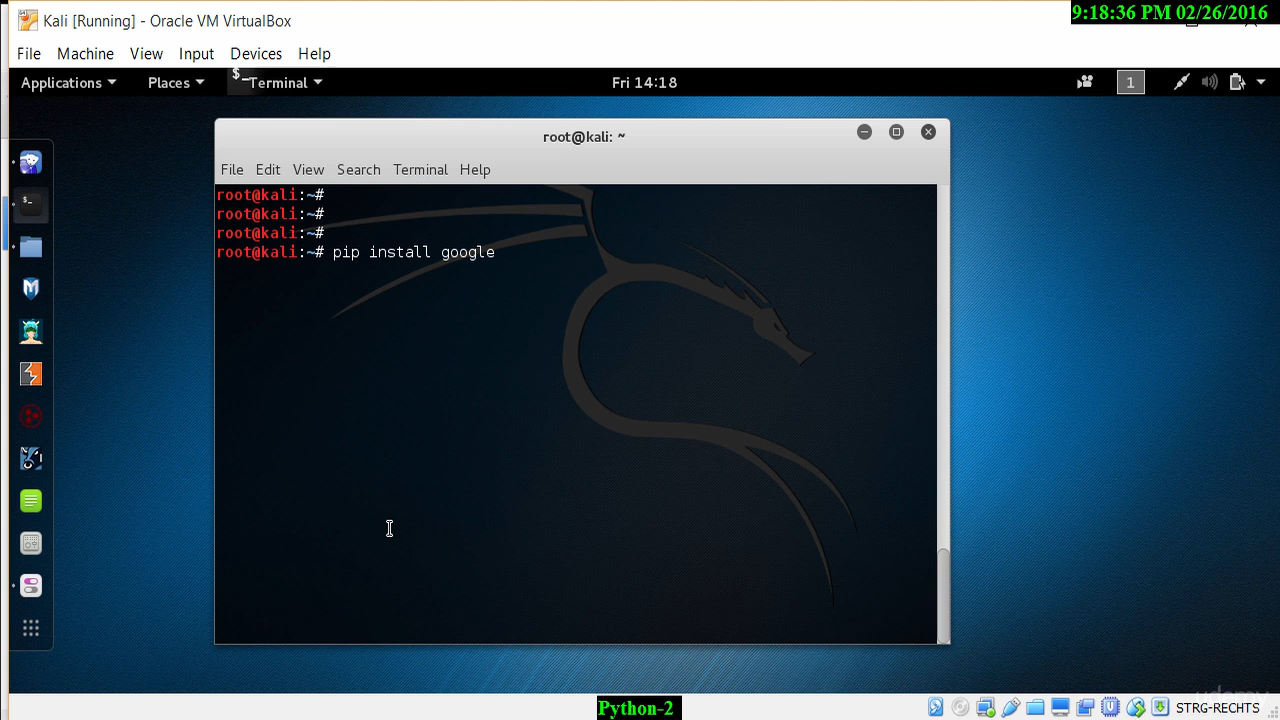 Kali [Running] - Oracle VM VirtualBox
9:18:36 PM 02/26/2016
File Machine View Input Devices Help
Applications Places Terminal Fri 14:18 1
root@kali: ~
File Edit View Search Terminal Help
root@kali:~#
root@kali:~#
root@kali:~#
root@kali:~# pip install google
udemy
Python-2
STRG-RECHTS